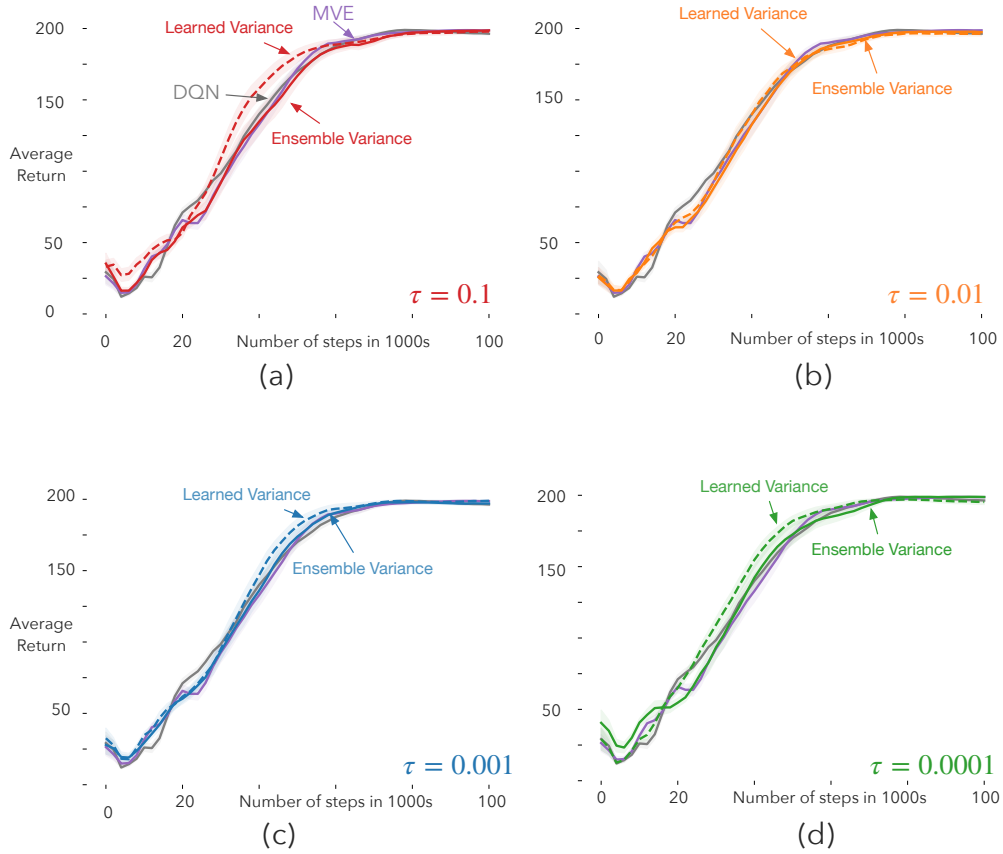 MVE
Learned Variance
200
DQN
150
Ensemble Variance
Average
Return
50
τ = 0.1
0
0
20
Number of steps in 1000s
100
(a)
Learned Variance
200
Ensemble Variance
150
50
τ = 0.01
0
20
Number of steps in 1000s
100
(b)
Learned Variance
200
Ensemble Variance
150
Average
Return
50
τ = 0.001
0
20
Number of steps in 1000s
100
(c)
Learned Variance
200
Ensemble Variance
150
50
τ = 0.0001
0
20
Number of steps in 1000s
100
(d)